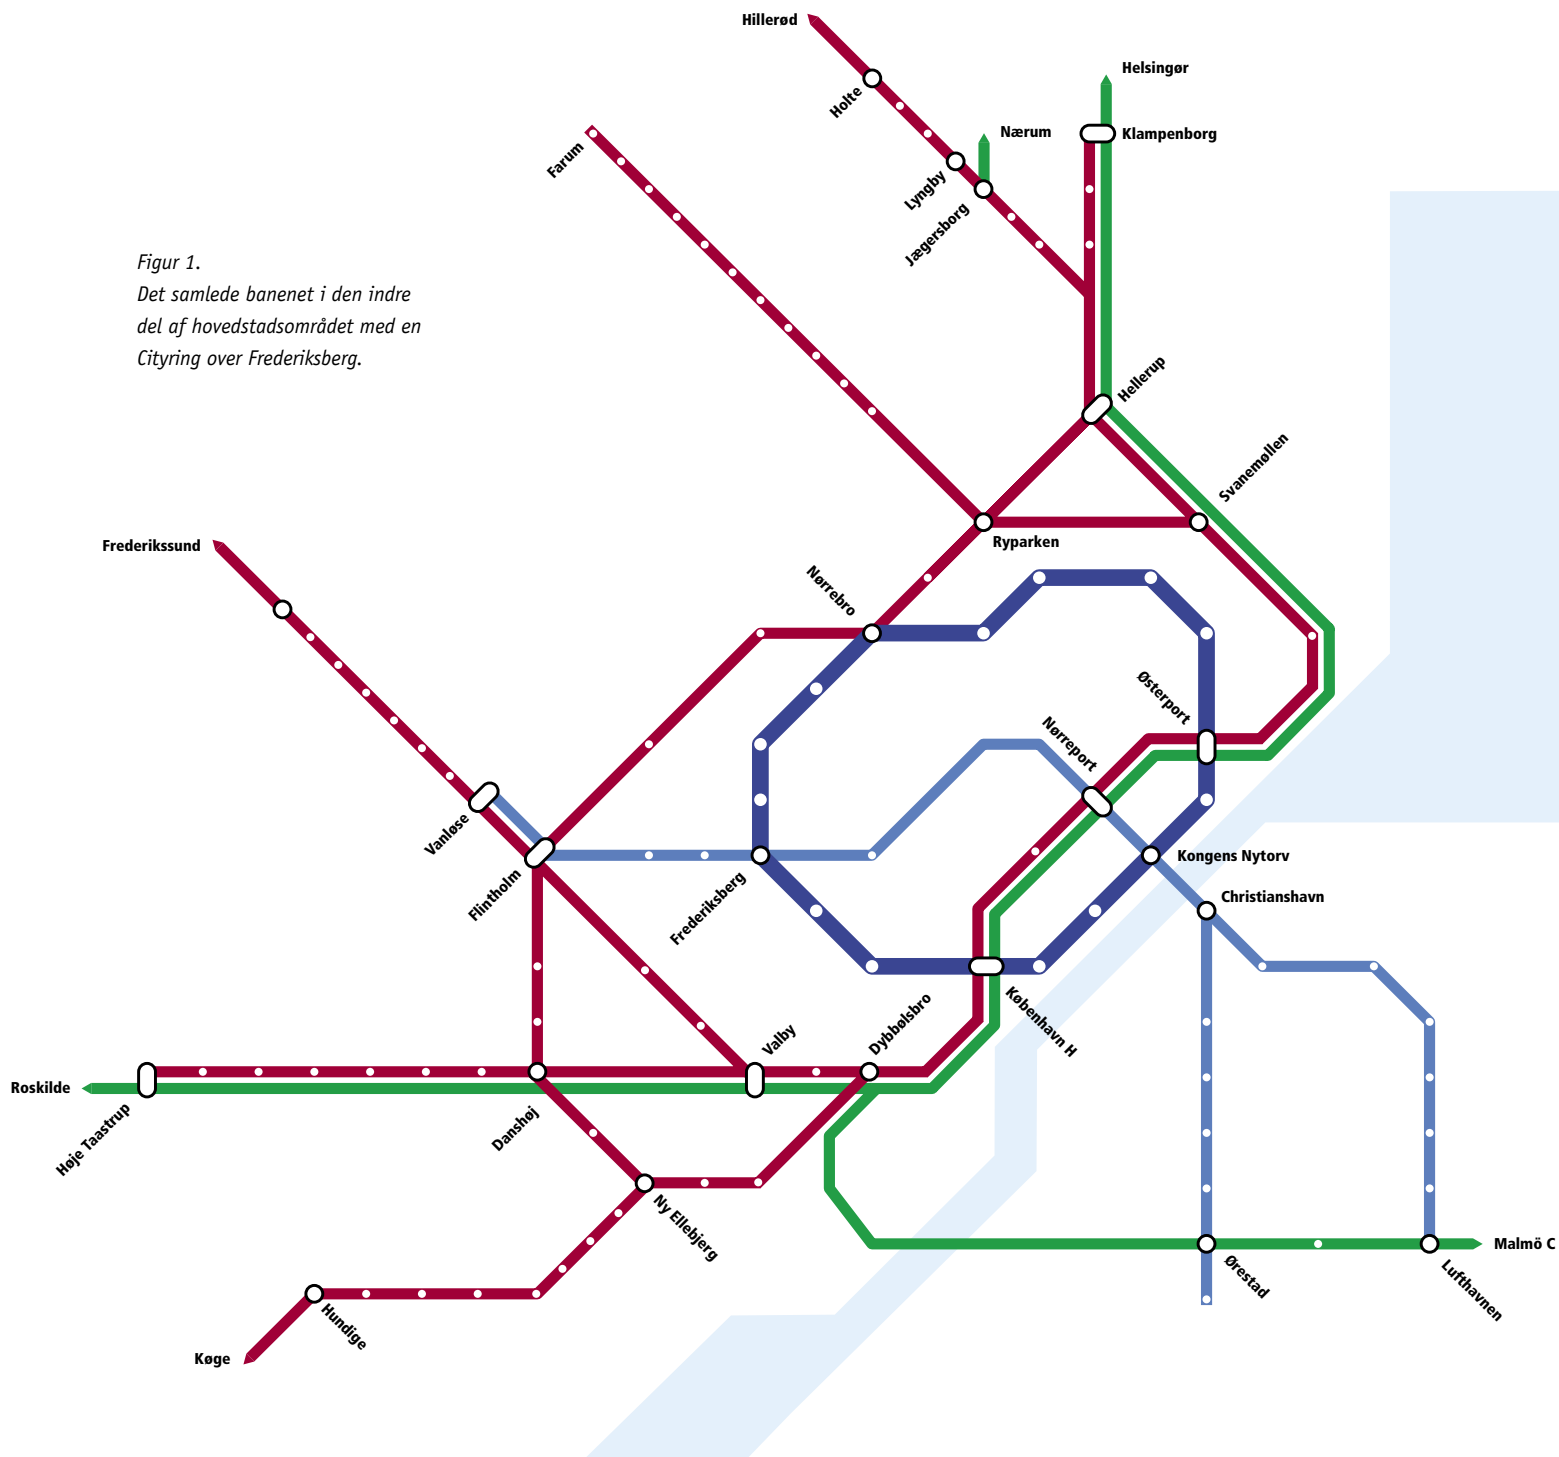 Hillerød
Helsingør
Holte
Nærum
Klampenborg
Farum
Lyngby
Jægersborg
Figur 1.
Det samlede banenet i den indre
del af hovedstadsområdet med en
Cityring over Frederiksberg.
Hellerup
Svanemøllen
Frederikssund
Ryparken
Nørrebro
Østerport
Nørreport
Vanløse
Kongens Nytorv
Flintholm
Frederiksberg
Christianshavn
København H
Dybbølsbro
Valby
Roskilde
Høje Taastrup
Danshøj
Ny Ellebjerg
Malmö C
Ørestad
Lufthavnen
Hundige
Køge